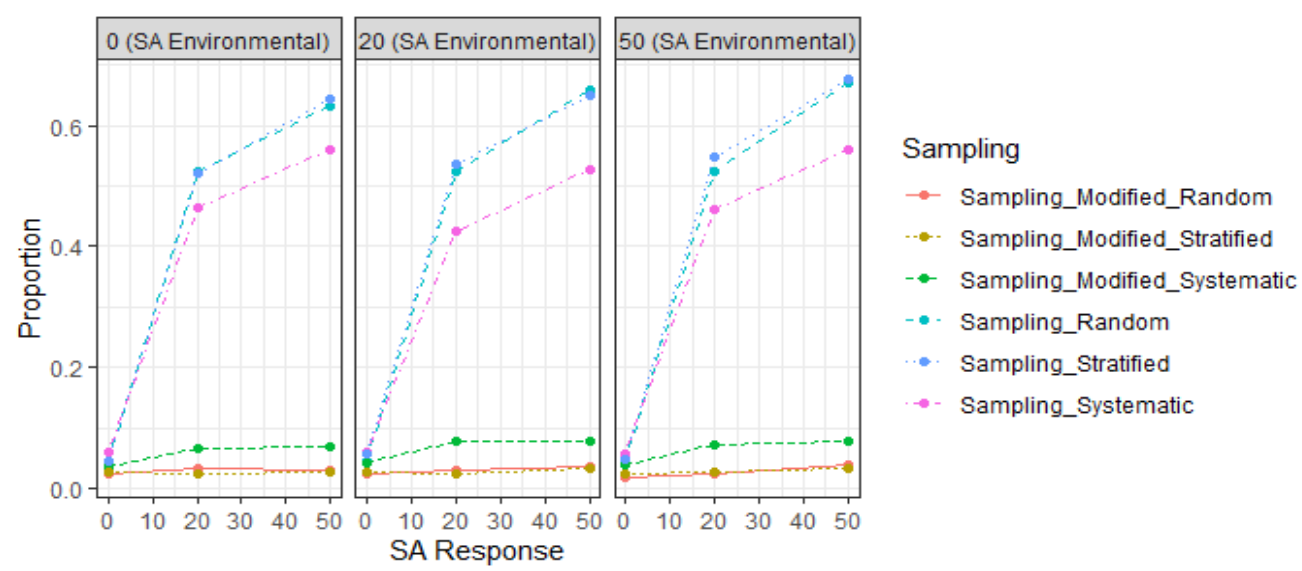 0 (SA Environmental) 20 (SA Environmental) 50 (SA Environmental)
0.6
0.4
0.2
0.0
Proportion
0 10 20 30 40 50 0 10 20 30 40 50 0 10 20 30 40 50
SA Response
Sampling
Sampling_Modified_Random
Sampling_Modified_Stratified
Sampling_Modified_Systematic
Sampling_Random
Sampling_Stratified
Sampling_Systematic